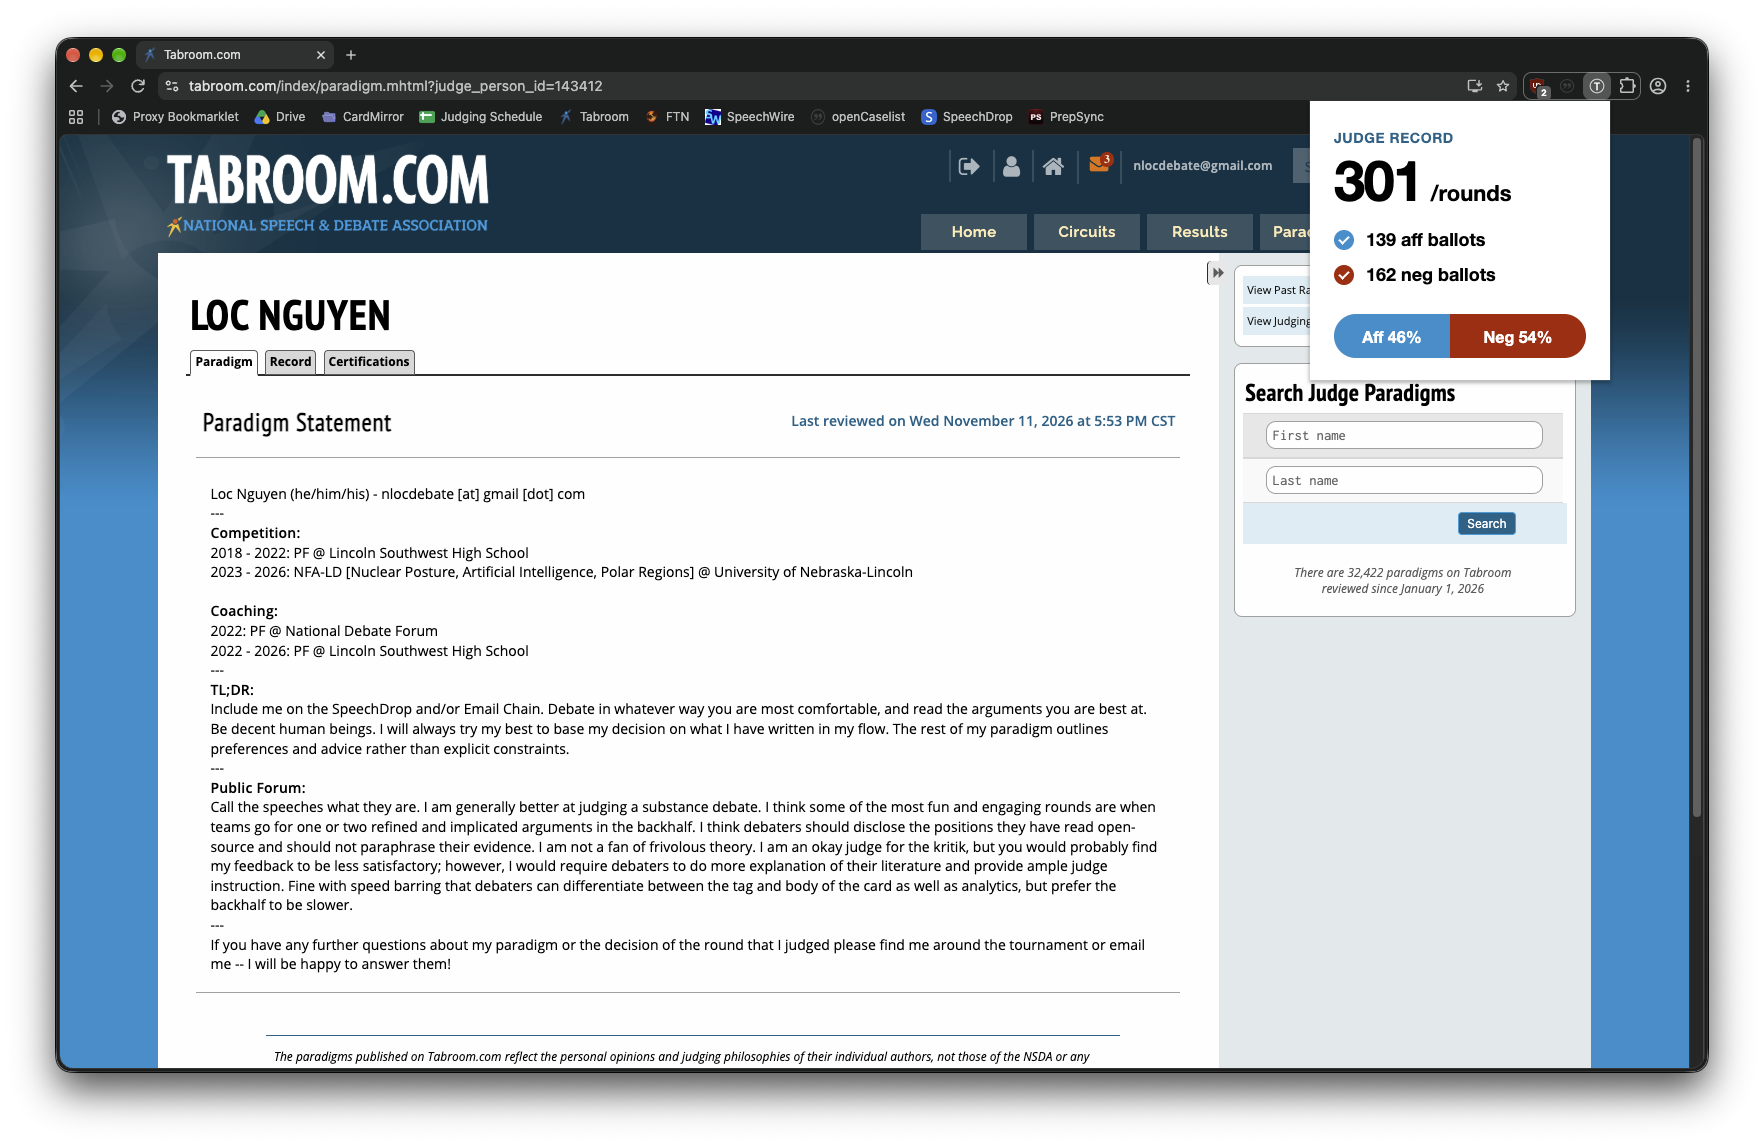 Tabroom.com
tabroom.com/index/paradigm.mhtml?judge_person_id=143412
2
Proxy Bookmarklet
Drive
CardMirror
Judging Schedule
Tabroom
FTN
SpeechWire
openCaselist
SpeechDrop
PrepSync
TABROOM.COM
NATIONAL SPEECH & DEBATE ASSOCIATION
3
nlocdebate@gmail.com
Home
Circuits
Results
JUDGE RECORD
301 /rounds
139 aff ballots
162 neg ballots
Aff 46%
Neg 54%
LOC NGUYEN
Paradigm
Record
Certifications
Paradigm Statement
Last reviewed on Wed November 11, 2026 at 5:53 PM CST
Loc Nguyen (he/him/his) - nlocdebate [at] gmail [dot] com
---
Competition:
2018 - 2022: PF @ Lincoln Southwest High School
2023 - 2026: NFA-LD [Nuclear Posture, Artificial Intelligence, Polar Regions] @ University of Nebraska-Lincoln
Coaching:
2022: PF @ National Debate Forum
2022 - 2026: PF @ Lincoln Southwest High School
---
TL;DR:
Include me on the SpeechDrop and/or Email Chain. Debate in whatever way you are most comfortable, and read the arguments you are best at.
Be decent human beings. I will always try my best to base my decision on what I have written in my flow. The rest of my paradigm outlines
preferences and advice rather than explicit constraints.
---
Public Forum:
Call the speeches what they are. I am generally better at judging a substance debate. I think some of the most fun and engaging rounds are when
teams go for one or two refined and implicated arguments in the backhalf. I think debaters should disclose the positions they have read open-
source and should not paraphrase their evidence. I am not a fan of frivolous theory. I am an okay judge for the kritik, but you would probably find
my feedback to be less satisfactory; however, I would require debaters to do more explanation of their literature and provide ample judge
instruction. Fine with speed barring that debaters can differentiate between the tag and body of the card as well as analytics, but prefer the
backhalf to be slower.
---
If you have any further questions about my paradigm or the decision of the round that I judged please find me around the tournament or email
me -- I will be happy to answer them!
The paradigms published on Tabroom.com reflect the personal opinions and judging philosophies of their individual authors, not those of the NSDA or any
View Past Ra
View Judging
Search Judge Paradigms
First name
Last name
Search
There are 32,422 paradigms on Tabroom
reviewed since January 1, 2026